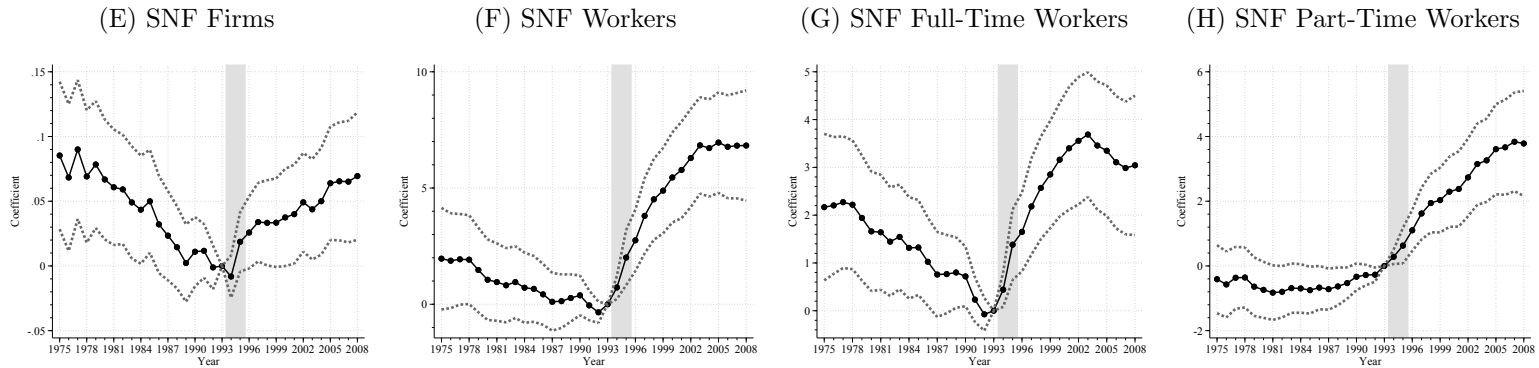 (E) SNF Firms
(F) SNF Workers
(G) SNF Full-Time Workers
(H) SNF Part-Time Workers
.15
.1
.05
0
-.05
Coefficient
1975 1978 1981 1984 1987 1990 1993 1996 1999 2002 2005 2008
Year
10
5
0
Coefficient
1975 1978 1981 1984 1987 1990 1993 1996 1999 2002 2005 2008
Year
5
4
3
2
1
0
Coefficient
1975 1978 1981 1984 1987 1990 1993 1996 1999 2002 2005 2008
Year
6
4
2
0
-2
Coefficient
1975 1978 1981 1984 1987 1990 1993 1996 1999 2002 2005 2008
Year